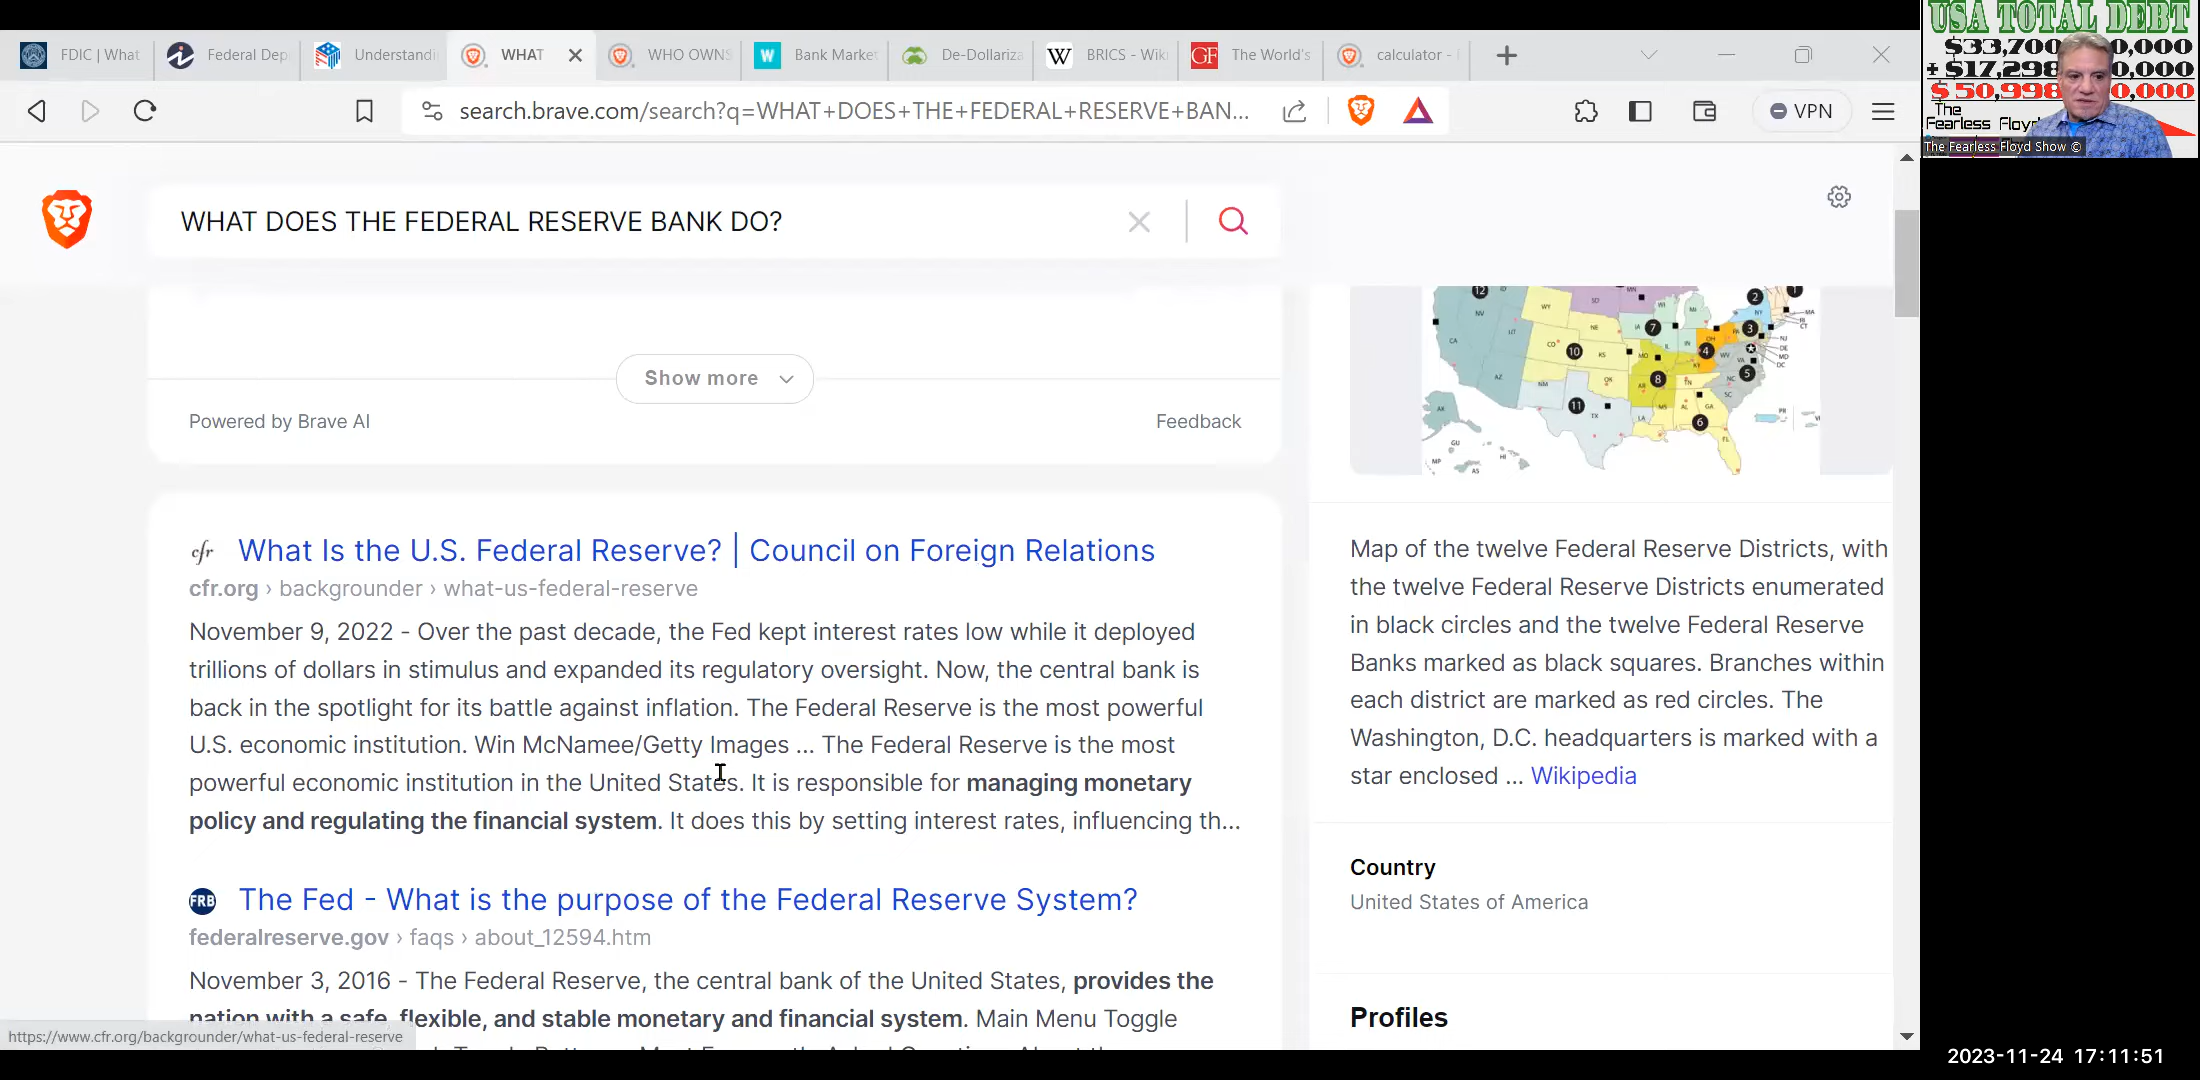 FDIC | What
Federal Dep
Understandi
WHAT
WHO OWNS
Bank Market
De-Dollariza
W
BRICS - Wiki
GF
The World's
calculator -
search.brave.com/search?q=WHAT+DOES+THE+FEDERAL+RESERVE+BAN...
VPN
USA TOTAL DEBT
The
Fearless Floyd
The Fearless Floyd Show ©
WHAT DOES THE FEDERAL RESERVE BANK DO?
Show more
Powered by Brave AI
Feedback
cfr
What Is the U.S. Federal Reserve? | Council on Foreign Relations
cfr.org › backgrounder › what-us-federal-reserve
November 9, 2022 - Over the past decade, the Fed kept interest rates low while it deployed
trillions of dollars in stimulus and expanded its regulatory oversight. Now, the central bank is
back in the spotlight for its battle against inflation. The Federal Reserve is the most powerful
U.S. economic institution. Win McNamee/Getty Images ... The Federal Reserve is the most
powerful economic institution in the United States. It is responsible for managing monetary
policy and regulating the financial system. It does this by setting interest rates, influencing th...
FRB
The Fed - What is the purpose of the Federal Reserve System?
federalreserve.gov › faqs › about_12594.htm
November 3, 2016 - The Federal Reserve, the central bank of the United States, provides the
nation with a safe, flexible, and stable monetary and financial system. Main Menu Toggle
https://www.cfr.org/backgrounder/what-us-federal-reserve
Map of the twelve Federal Reserve Districts, with
the twelve Federal Reserve Districts enumerated
in black circles and the twelve Federal Reserve
Banks marked as black squares. Branches within
each district are marked as red circles. The
Washington, D.C. headquarters is marked with a
star enclosed ... Wikipedia
Country
United States of America
Profiles
2023-11-24 17:11:51